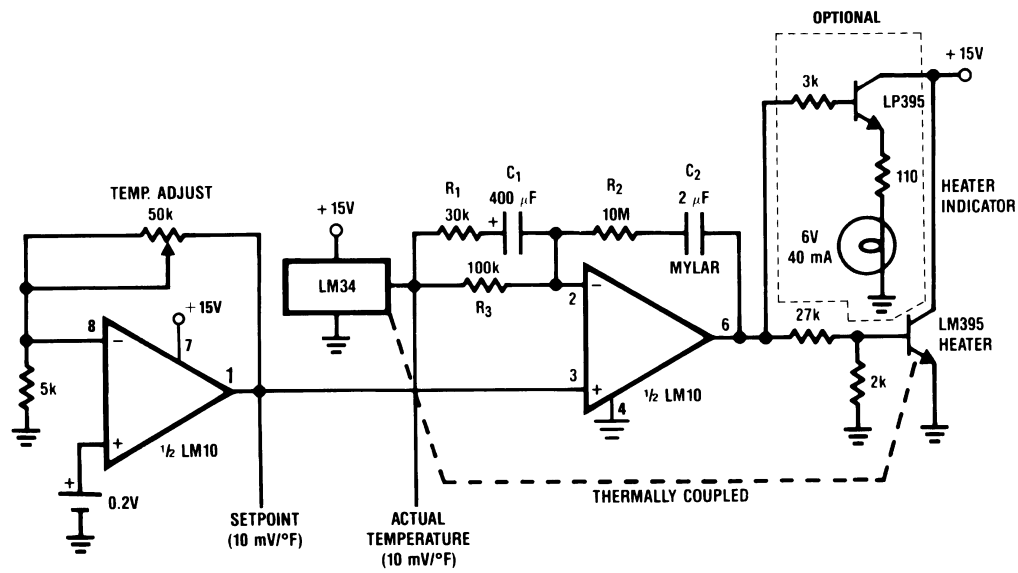 OPTIONAL
+ 15V
3k
LP395
110
HEATER
INDICATOR
6V
40 mA
TEMP. ADJUST
50k
+ 15V
R1
30k
C1
400 μF
+
R2
10M
C2
2 μF
MYLAR
LM34
100k
R3
+ 15V
7
8
−
1
5k
+
½ LM10
+
0.2V
2
−
6
3
+
4
½ LM10
27k
2k
LM395
HEATER
THERMALLY COUPLED
SETPOINT
(10 mV/°F)
ACTUAL
TEMPERATURE
(10 mV/°F)